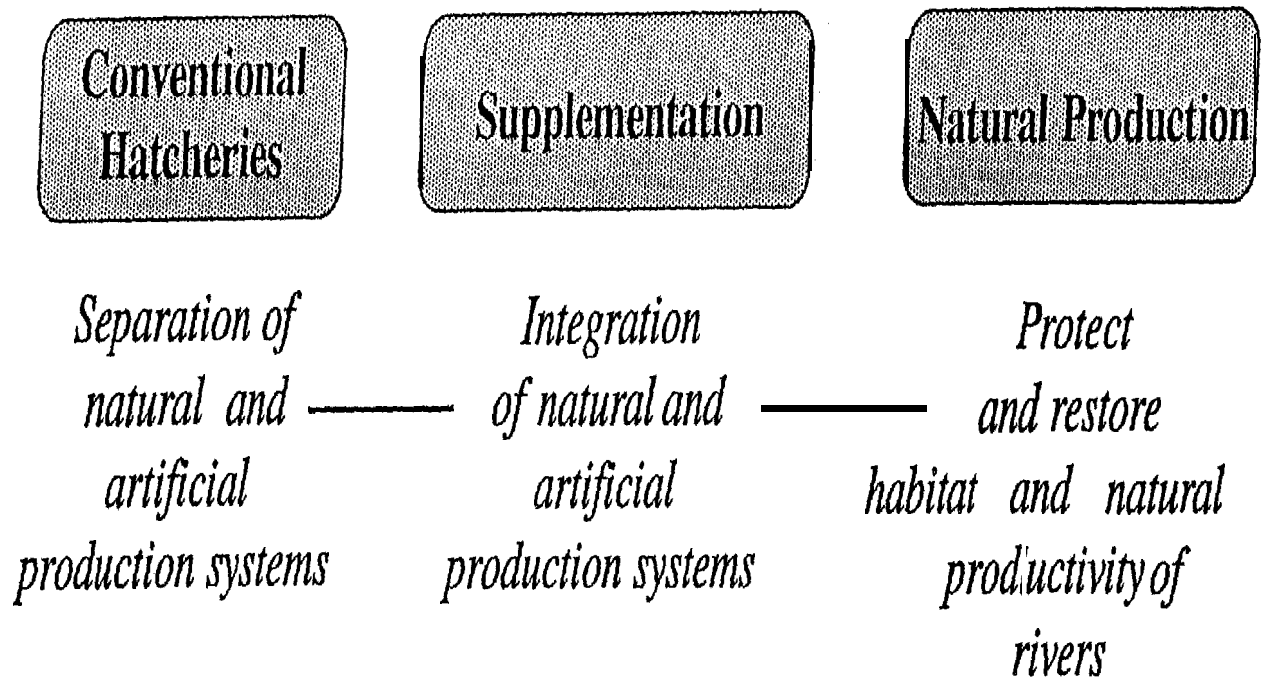 Conventional
Hatcheries
Supplementation
Natural Production
Separation of
natural and
artificial
production systems
Integration
of natural and
artificial
production systems
Protect
and restore
habitat and natural
productivity of
rivers